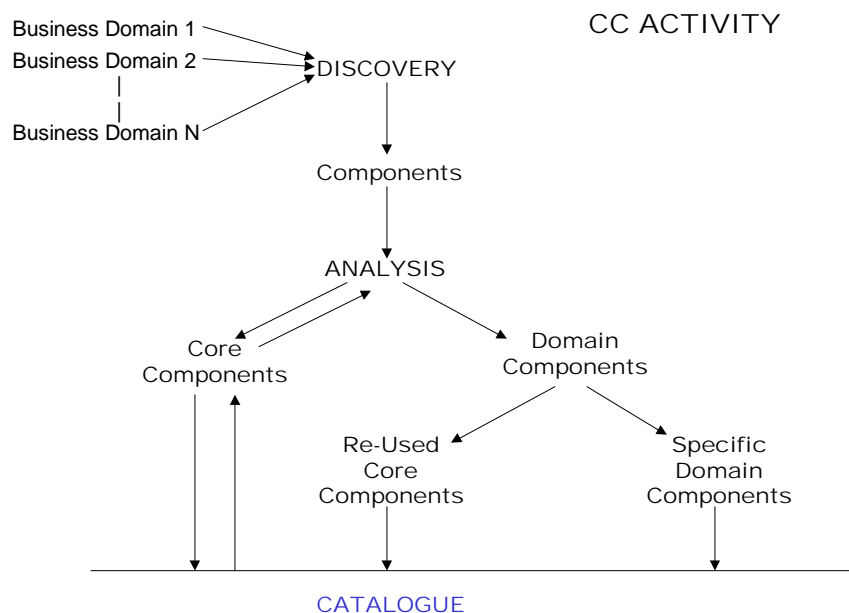 CC ACTIVITY
Business Domain 1
Business Domain 2
Business Domain N
DISCOVERY
Components
ANALYSIS
Core
Components
Domain
Components
Re-Used
Core
Components
Specific
Domain
Components
CATALOGUE